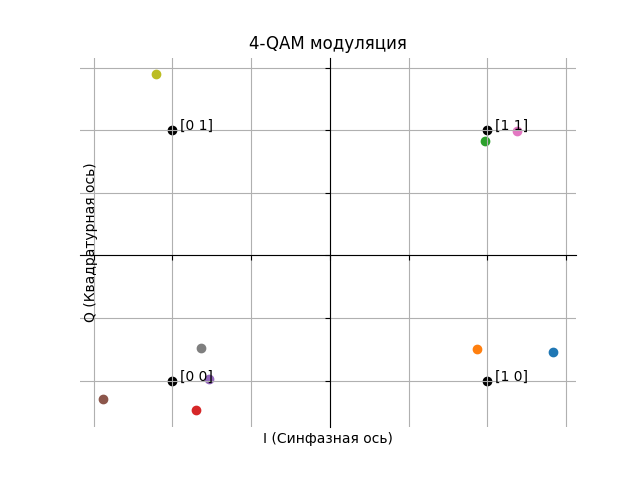 4-QAM модуляция
[0 1]
[1 1]
Q (Квадратурная ось)
[0 0]
[1 0]
I (Синфазная ось)